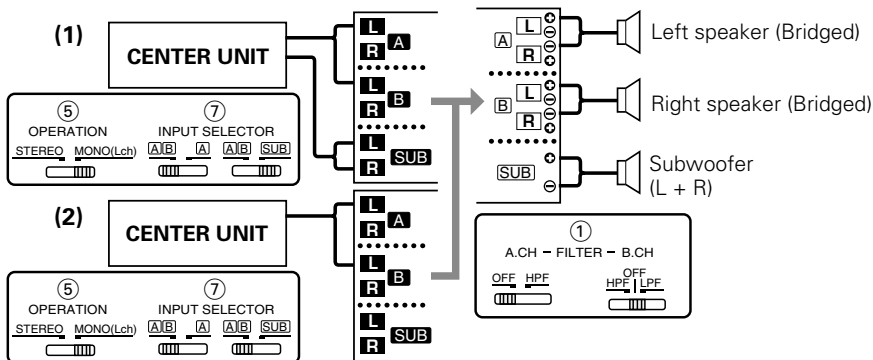 (1)
CENTER UNIT
L
R A
L
R B
L
R SUB
⑤ ⑦
OPERATION INPUT SELECTOR
STEREO MONO(Lch) A B A A B SUB
(2)
CENTER UNIT
L
R A
L
R B
L
R SUB
⑤ ⑦
OPERATION INPUT SELECTOR
STEREO MONO(Lch) A B A A B SUB
A L ⊕ ⊖
R ⊖ ⊕
Left speaker (Bridged)
B L ⊕ ⊖
R ⊖ ⊕
Right speaker (Bridged)
SUB ⊕ ⊖
Subwoofer
(L + R)
①
A.CH – FILTER – B.CH
OFF HPF
OFF
HPF LPF